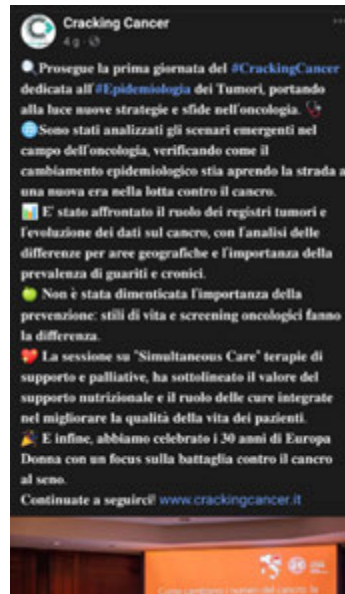 Cracking Cancer
4 g ·
🔍Prosegue la prima giornata del #CrackingCancer
dedicata all'#Epidemiologia dei Tumori, portando
alla luce nuove strategie e sfide nell'oncologia. 🩺
🌐Sono stati analizzati gli scenari emergenti nel
campo dell'oncologia, verificando come il
cambiamento epidemiologico stia aprendo la strada a
una nuova era nella lotta contro il cancro.
📊 E' stato affrontato il ruolo dei registri tumori e
l'evoluzione dei dati sul cancro, con l'analisi delle
differenze per aree geografiche e l'importanza della
prevalenza di guariti e cronici.
🍏 Non è stata dimenticata l'importanza della
prevenzione: stili di vita e screening oncologici fanno
la differenza.
💖 La sessione su "Simultaneous Care" terapie di
supporto e palliative, ha sottolineato il valore del
supporto nutrizionale e il ruolo delle cure integrate
nel migliorare la qualità della vita dei pazienti.
🎉 E infine, abbiamo celebrato i 30 anni di Europa
Donna con un focus sulla battaglia contro il cancro
al seno.
Continuate a seguirci! www.crackingcancer.it
Come cambiano i numeri del cancro: la